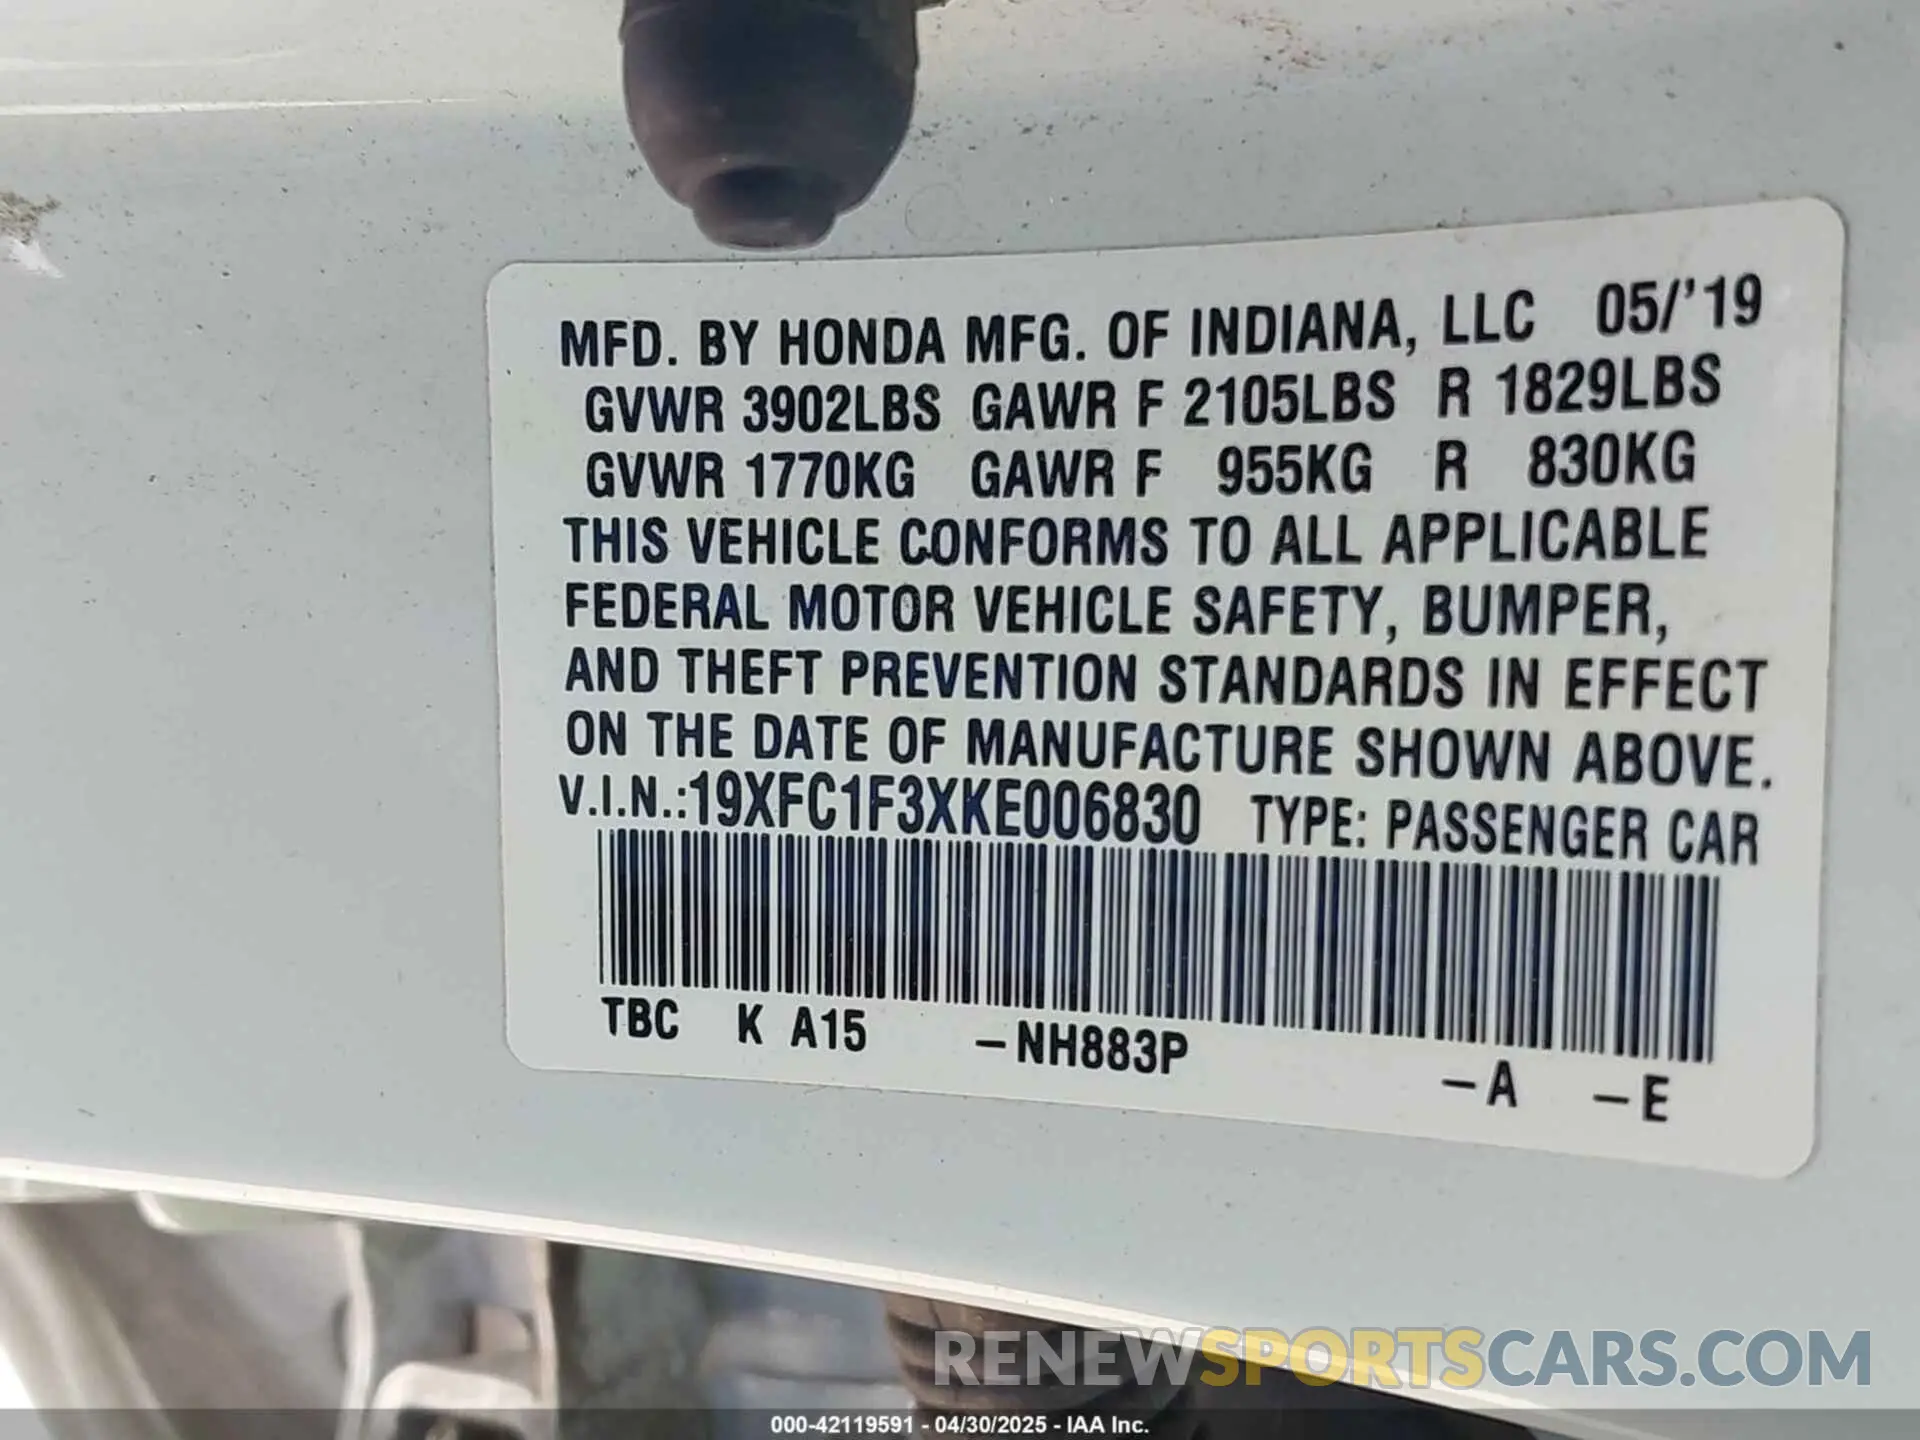 MFD. BY HONDA MFG. OF INDIANA, LLC 05/'19
GVWR 3902LBS GAWR F 2105LBS R 1829LBS
GVWR 1770KG GAWR F 955KG R 830KG
THIS VEHICLE CONFORMS TO ALL APPLICABLE
FEDERAL MOTOR VEHICLE SAFETY, BUMPER,
AND THEFT PREVENTION STANDARDS IN EFFECT
ON THE DATE OF MANUFACTURE SHOWN ABOVE.
V.I.N.:19XFC1F3XKE006830 TYPE: PASSENGER CAR
TBC K A15 -NH883P -A -E
RENEWSPORTSCARS.COM
000-42119591 - 04/30/2025 - IAA Inc.